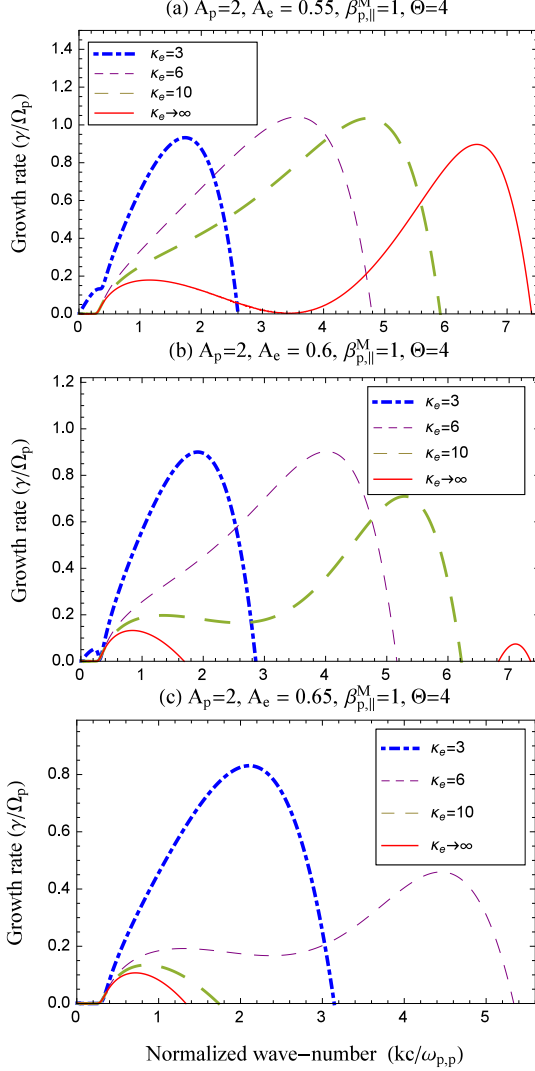 (a) A_p=2, A_e = 0.55, β^M_{p,∥}=1, Θ=4
Growth rate (γ/Ω_p)
1.4
1.2
1.0
0.8
0.6
0.4
0.2
0.0
κ_e=3
κ_e=6
κ_e=10
κ_e→∞
0 1 2 3 4 5 6 7
(b) A_p=2, A_e = 0.6, β^M_{p,∥}=1, Θ=4
Growth rate (γ/Ω_p)
1.2
1.0
0.8
0.6
0.4
0.2
0.0
κ_e=3
κ_e=6
κ_e=10
κ_e→∞
0 1 2 3 4 5 6 7
(c) A_p=2, A_e = 0.65, β^M_{p,∥}=1, Θ=4
Growth rate (γ/Ω_p)
0.8
0.6
0.4
0.2
0.0
κ_e=3
κ_e=6
κ_e=10
κ_e→∞
0 1 2 3 4 5
Normalized wave−number (kc/ω_{p,p})